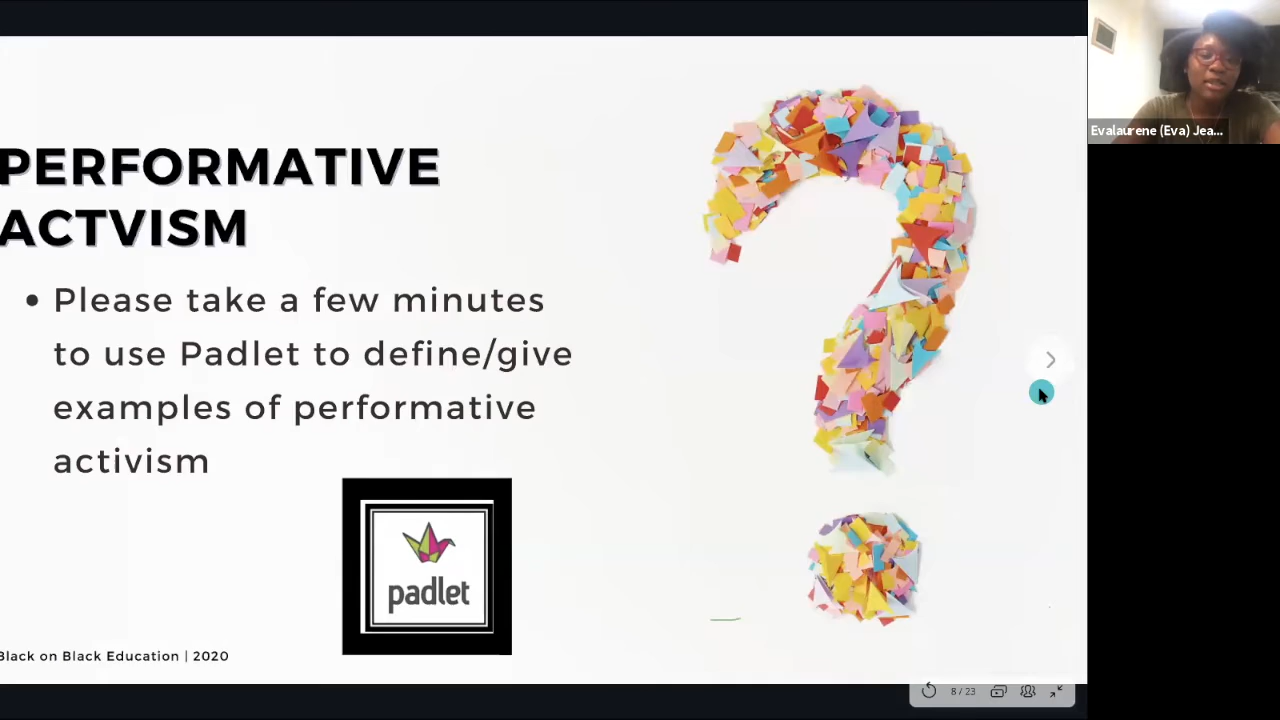 PERFORMATIVE
ACTVISM
• Please take a few minutes
to use Padlet to define/give
examples of performative
activism
padlet
Black on Black Education | 2020
8 / 23
Evalaurene (Eva) Jea...